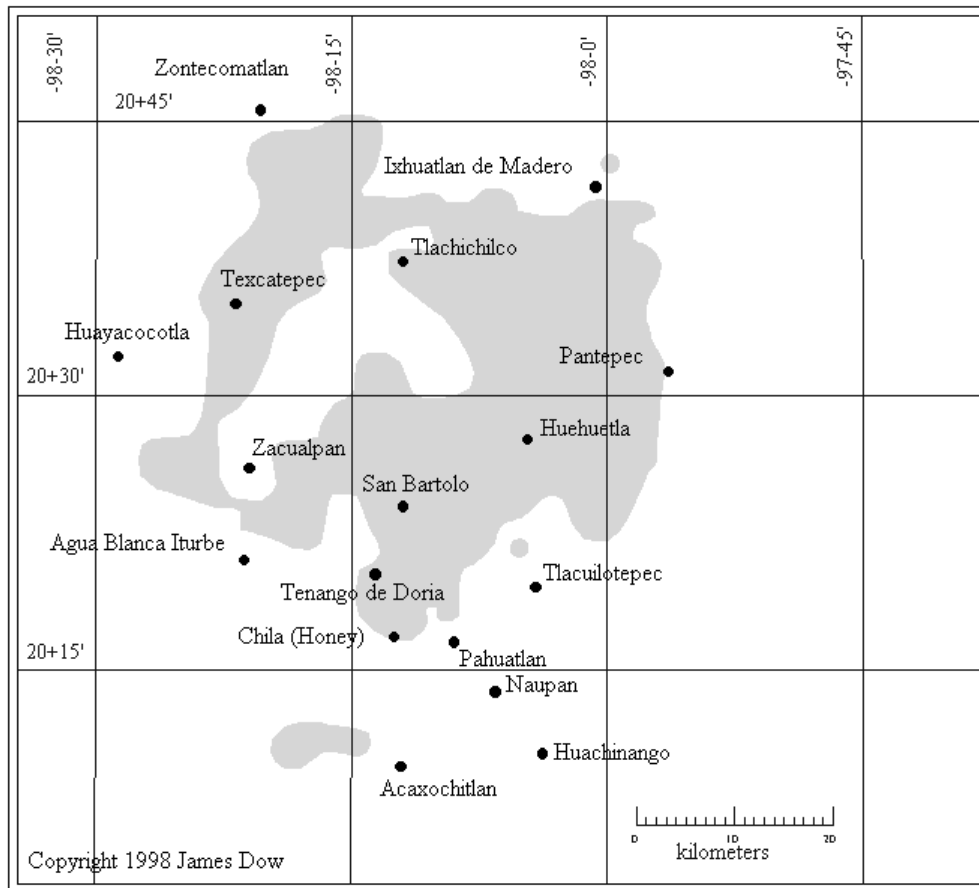 -98-30'
-98-15'
-98-0'
-97-45'
Zontecomatlan
20+45'
Ixhuatlan de Madero
Tlachichilco
Texcatepec
Huayacocotla
Pantepec
20+30'
Huehuetla
Zacualpan
San Bartolo
Agua Blanca Iturbe
Tlacuilotepec
Tenango de Doria
Chila (Honey)
Pahuatlan
20+15'
Naupan
Huachinango
Acaxochitlan
0 10 20
kilometers
Copyright 1998 James Dow